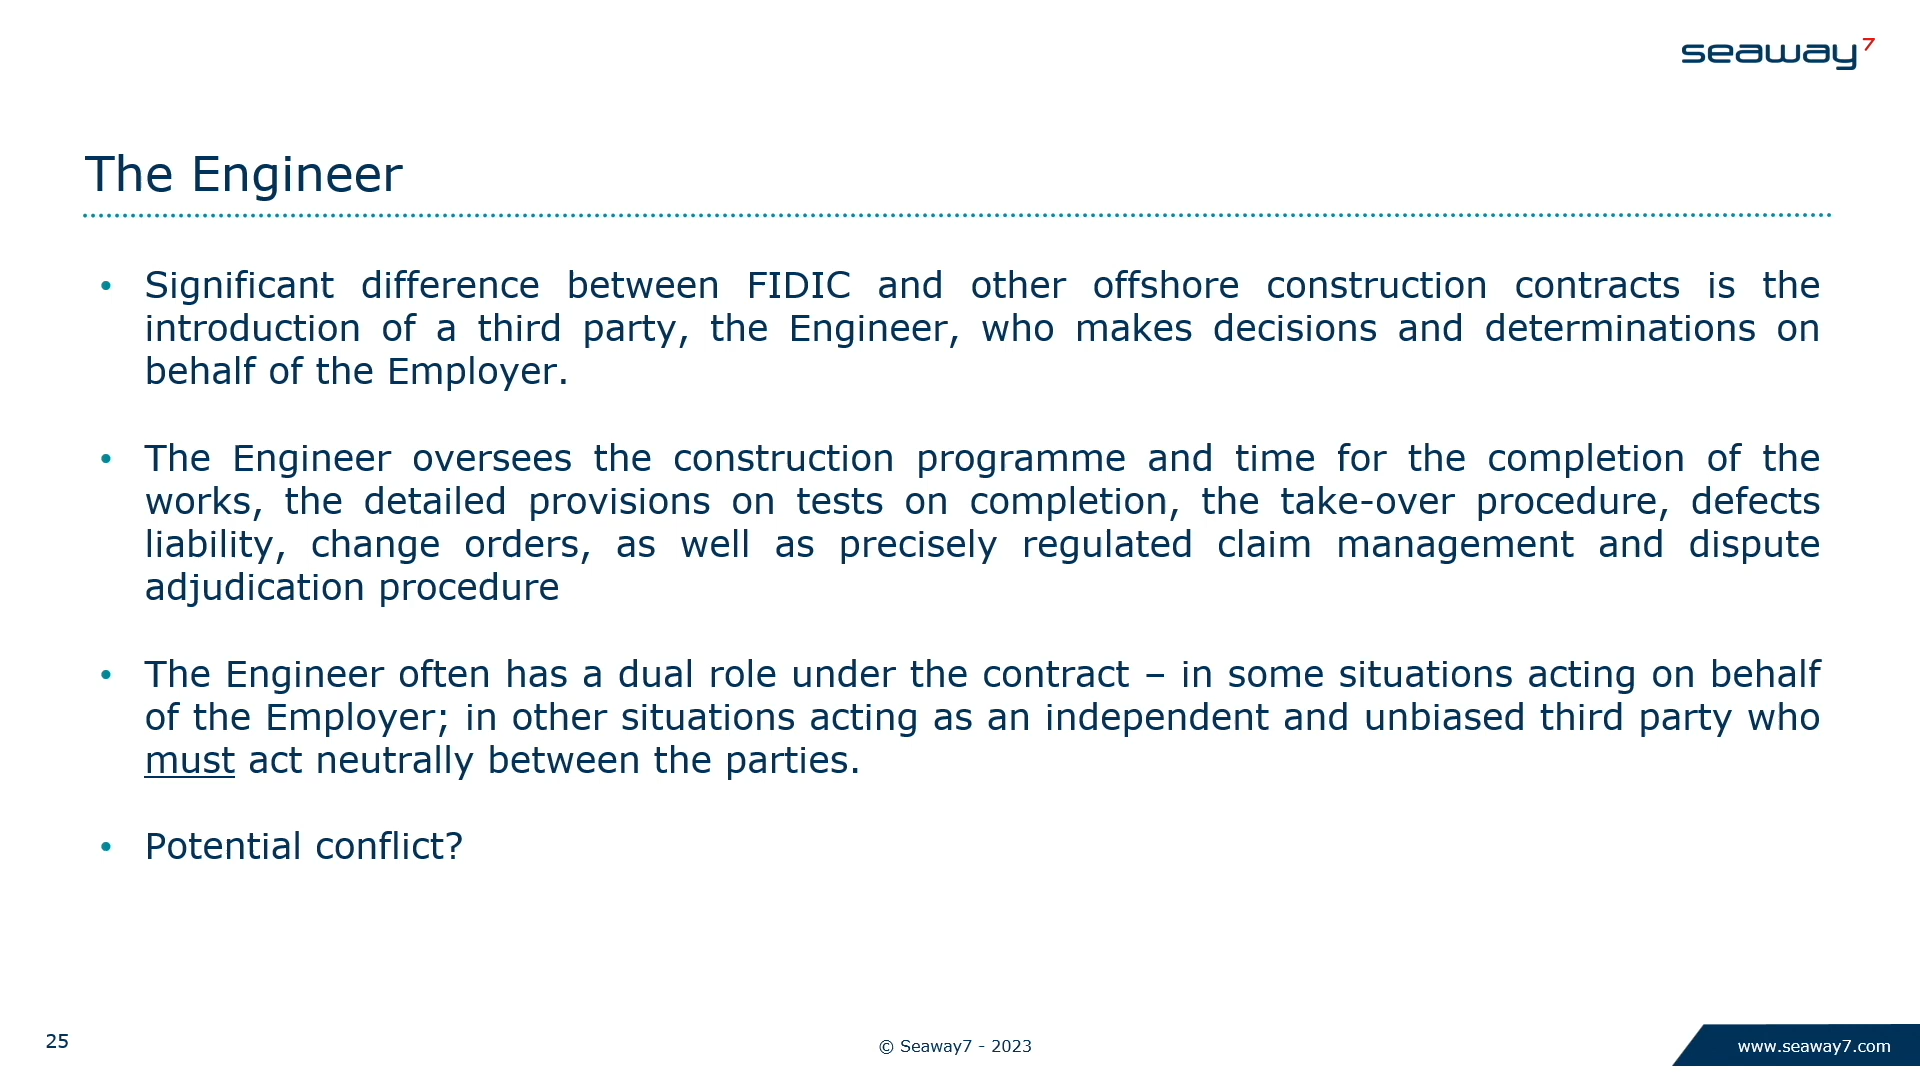 seaway7
The Engineer
• Significant difference between FIDIC and other offshore construction contracts is the
introduction of a third party, the Engineer, who makes decisions and determinations on
behalf of the Employer.
• The Engineer oversees the construction programme and time for the completion of the
works, the detailed provisions on tests on completion, the take-over procedure, defects
liability, change orders, as well as precisely regulated claim management and dispute
adjudication procedure
• The Engineer often has a dual role under the contract – in some situations acting on behalf
of the Employer; in other situations acting as an independent and unbiased third party who
must act neutrally between the parties.
• Potential conflict?
25
© Seaway7 - 2023
www.seaway7.com